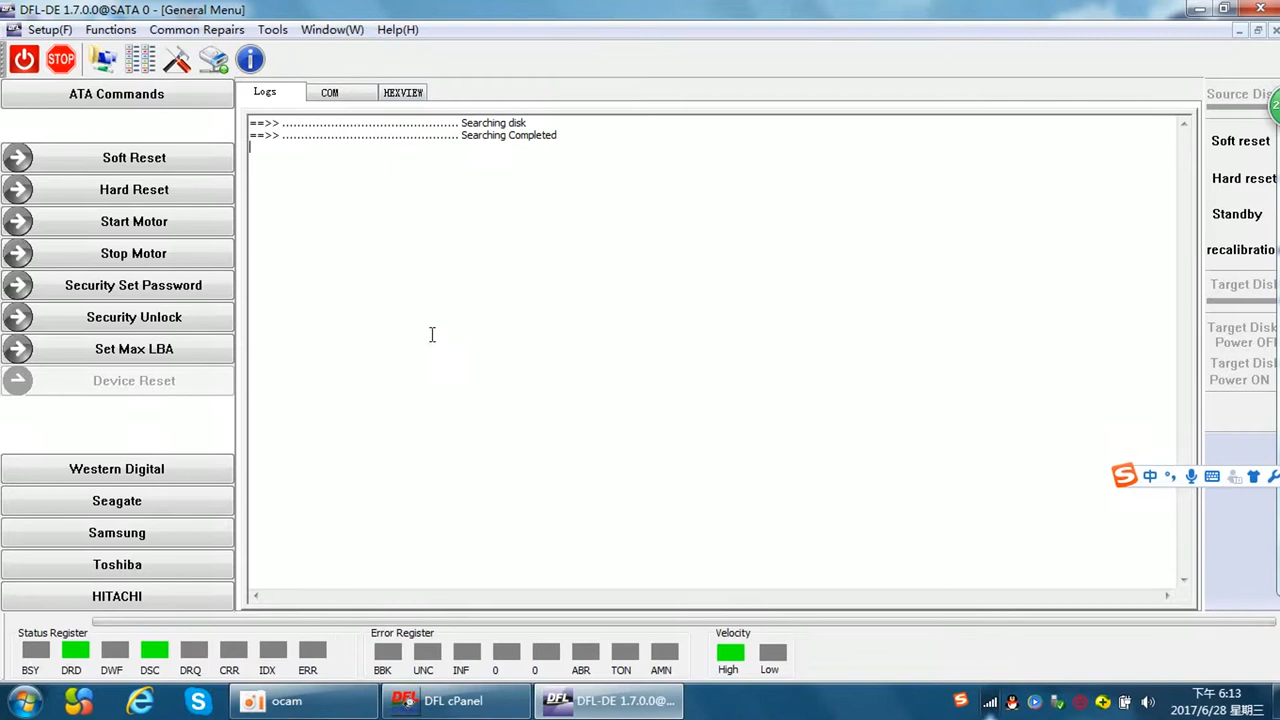 DFL-DE 1.7.0.0@SATA 0 - [General Menu]
Setup(F) Functions Common Repairs Tools Window(W) Help(H)
STOP
ATA Commands
Logs COM HEXVIEW
Source Dis
==>> .............................................. Searching disk
==>> .............................................. Searching Completed
Soft Reset
Hard Reset
Start Motor
Stop Motor
Security Set Password
Security Unlock
Set Max LBA
Device Reset
Western Digital
Seagate
Samsung
Toshiba
HITACHI
Soft reset
Hard reset
Standby
recalibratio
Target Disk
Target Disk
Power OFF
Target Disk
Power ON
中
Status Register
BSY DRD DWF DSC DRQ CRR IDX ERR
Error Register
BBK UNC INF 0 0 ABR TON AMN
Velocity
High Low
ocam
DFL DFL cPanel
DFL DFL-DE 1.7.0.0@...
下午 6:13
2017/6/28 星期三